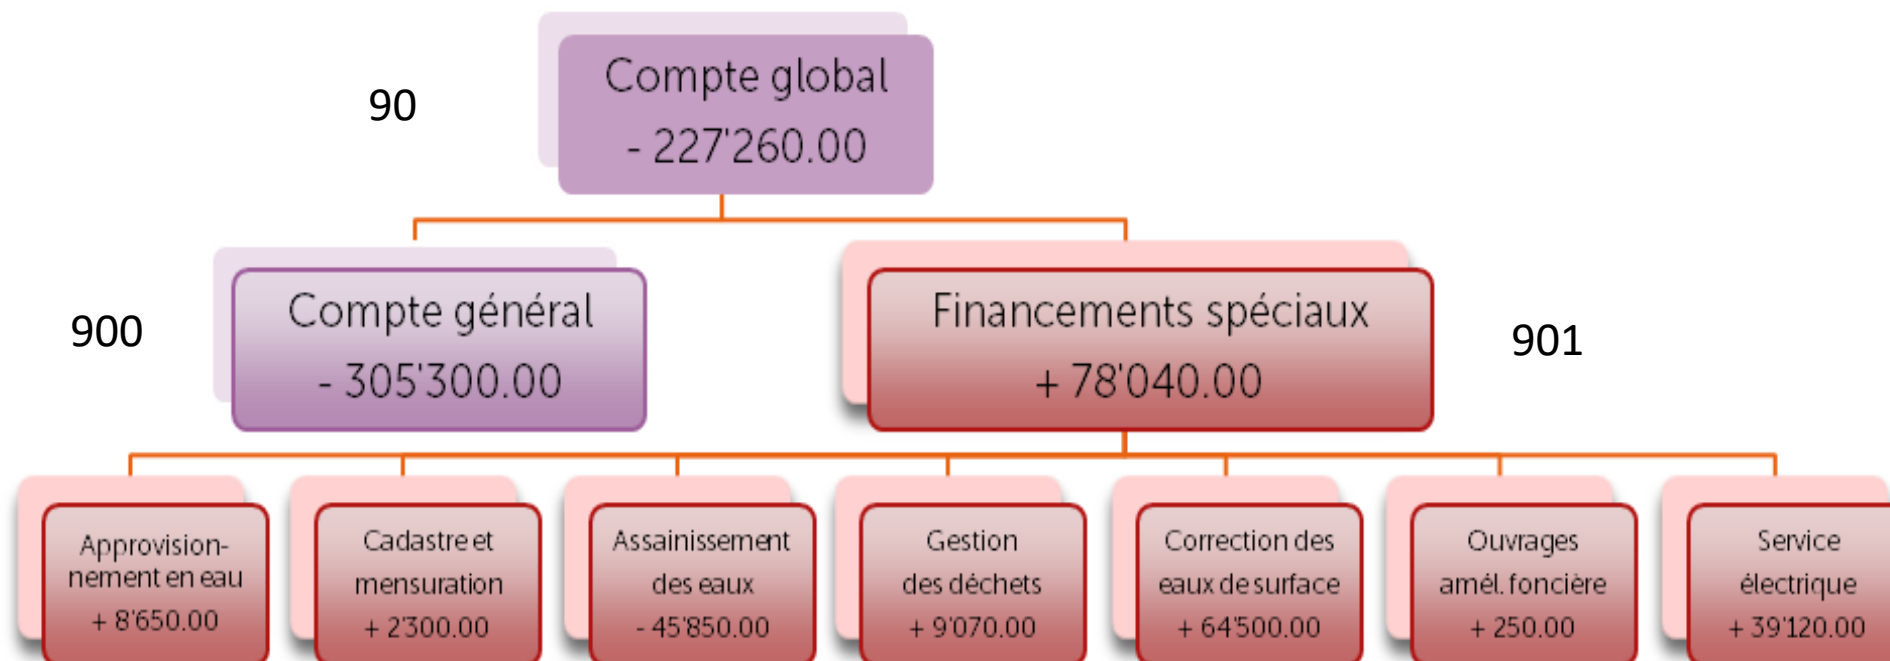 90
Compte global
- 227'260.00
900
Compte général
- 305'300.00
Financements spéciaux
+ 78'040.00
901
Approvision-
nement en eau
+ 8'650.00
Cadastre et
mensuration
+ 2'300.00
Assainissement
des eaux
- 45'850.00
Gestion
des déchets
+ 9'070.00
Correction des
eaux de surface
+ 64'500.00
Ouvrages
amél. foncière
+ 250.00
Service
électrique
+ 39'120.00